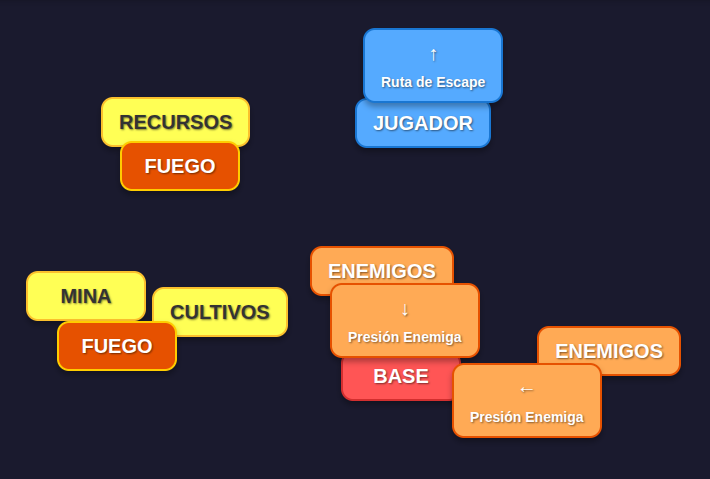 ↑
Ruta de Escape
JUGADOR
RECURSOS
FUEGO
ENEMIGOS
↓
Presión Enemiga
BASE
MINA
CULTIVOS
FUEGO
ENEMIGOS
←
Presión Enemiga